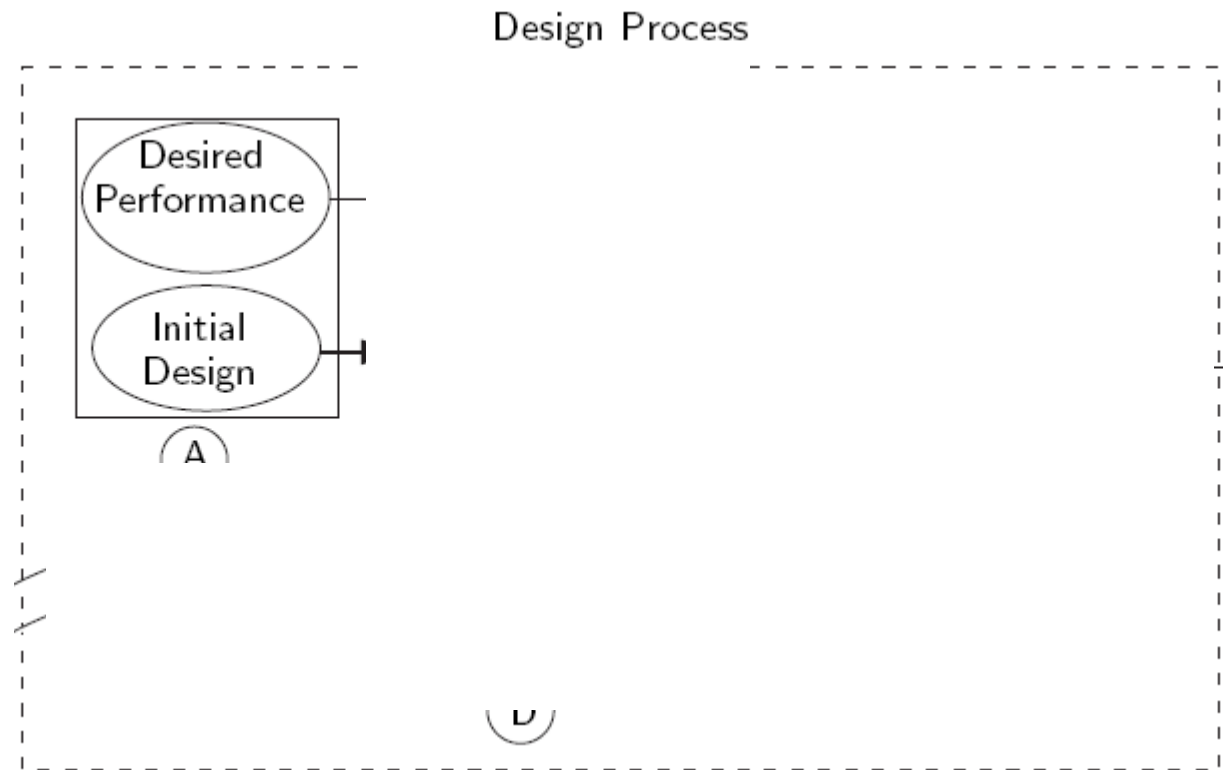 Design Process
Desired
Performance
Initial
Design
A